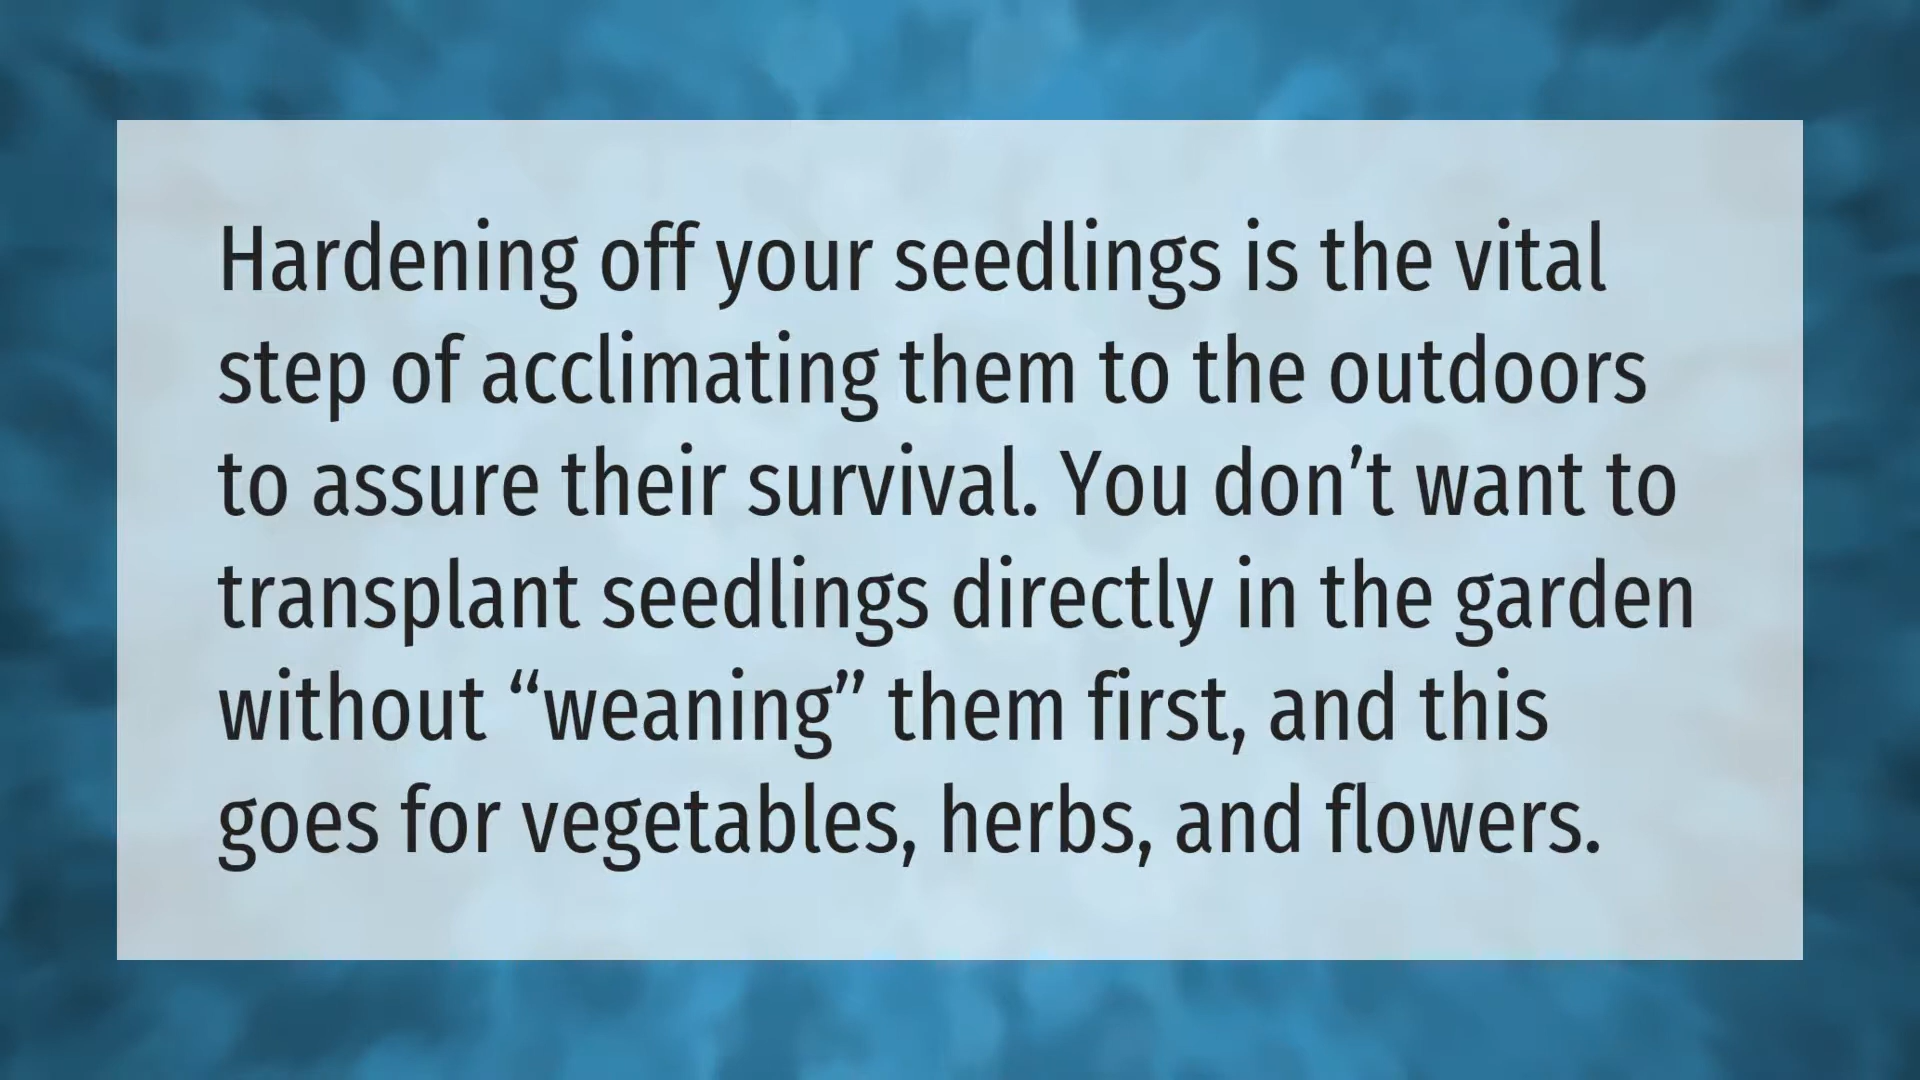 Hardening off your seedlings is the vital
step of acclimating them to the outdoors
to assure their survival. You don’t want to
transplant seedlings directly in the garden
without “weaning” them first, and this
goes for vegetables, herbs, and flowers.